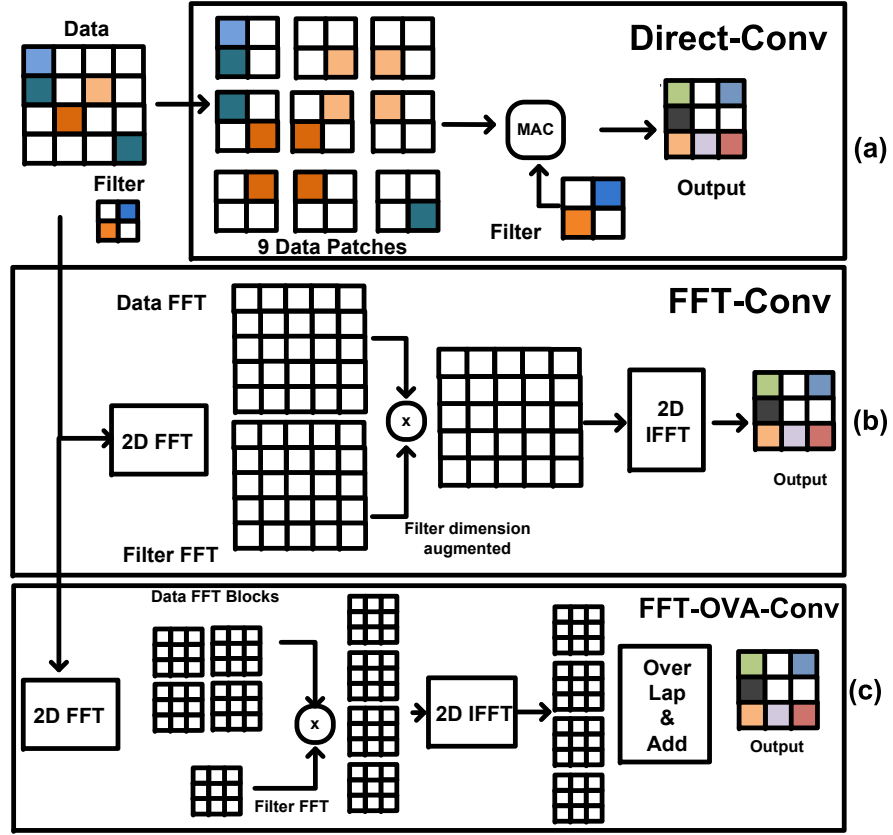 Data
Direct-Conv
MAC
(a)
Filter
Output
Filter
9 Data Patches
FFT-Conv
Data FFT
2D FFT
x
2D
IFFT
(b)
Output
Filter dimension
augmented
Filter FFT
Data FFT Blocks
FFT-OVA-Conv
2D FFT
x
2D IFFT
Over
Lap
&
Add
(c)
Output
Filter FFT